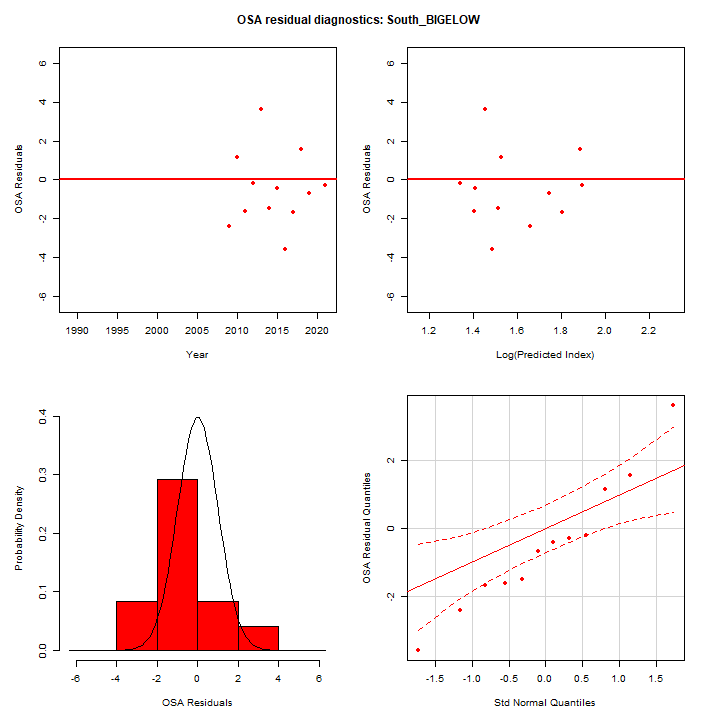 OSA residual diagnostics: South_BIGELOW
6
4
2
0
-2
-4
-6
OSA Residuals
1990 1995 2000 2005 2010 2015 2020
Year
6
4
2
0
-2
-4
-6
OSA Residuals
1.2 1.4 1.6 1.8 2.0 2.2
Log(Predicted Index)
0.4
0.3
0.2
0.1
0.0
Probability Density
-6 -4 -2 0 2 4 6
OSA Residuals
2
0
-2
OSA Residual Quantiles
-1.5 -1.0 -0.5 0.0 0.5 1.0 1.5
Std Normal Quantiles